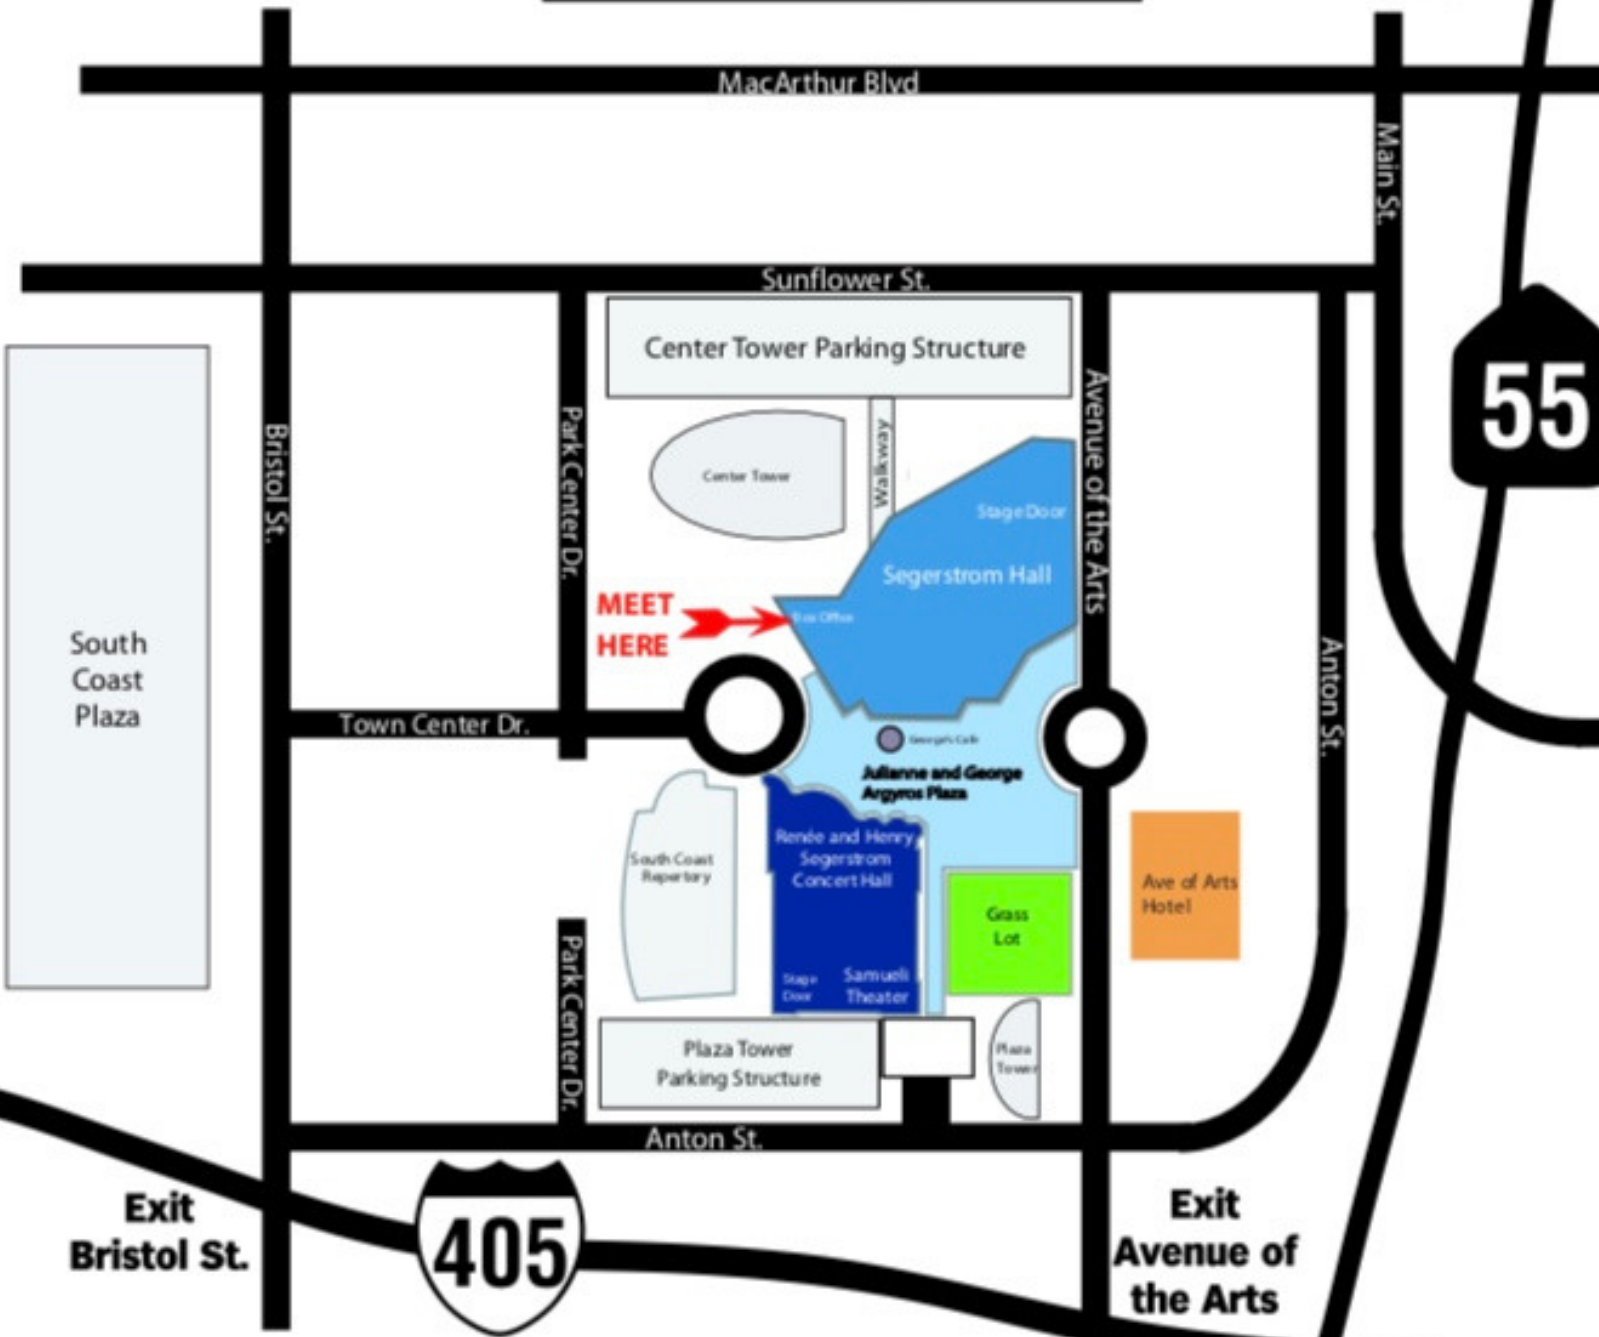 MacArthur Blvd
Main St.
Sunflower St.
Center Tower Parking Structure
55
Bristol St.
Park Center Dr.
Center Tower
Walkway
Avenue of the Arts
Stage Door
Segerstrom Hall
MEET
HERE
Box Office
South
Coast
Plaza
Anton St.
Town Center Dr.
George's Cafe
Julianne and George
Argyros Plaza
Renée and Henry
Segerstrom
Concert Hall
South Coast
Repertory
Ave of Arts
Hotel
Grass
Lot
Park Center Dr.
Stage
Door
Samueli
Theater
Plaza Tower
Parking Structure
Plaza
Tower
Anton St.
Exit
Bristol St.
405
Exit
Avenue of
the Arts